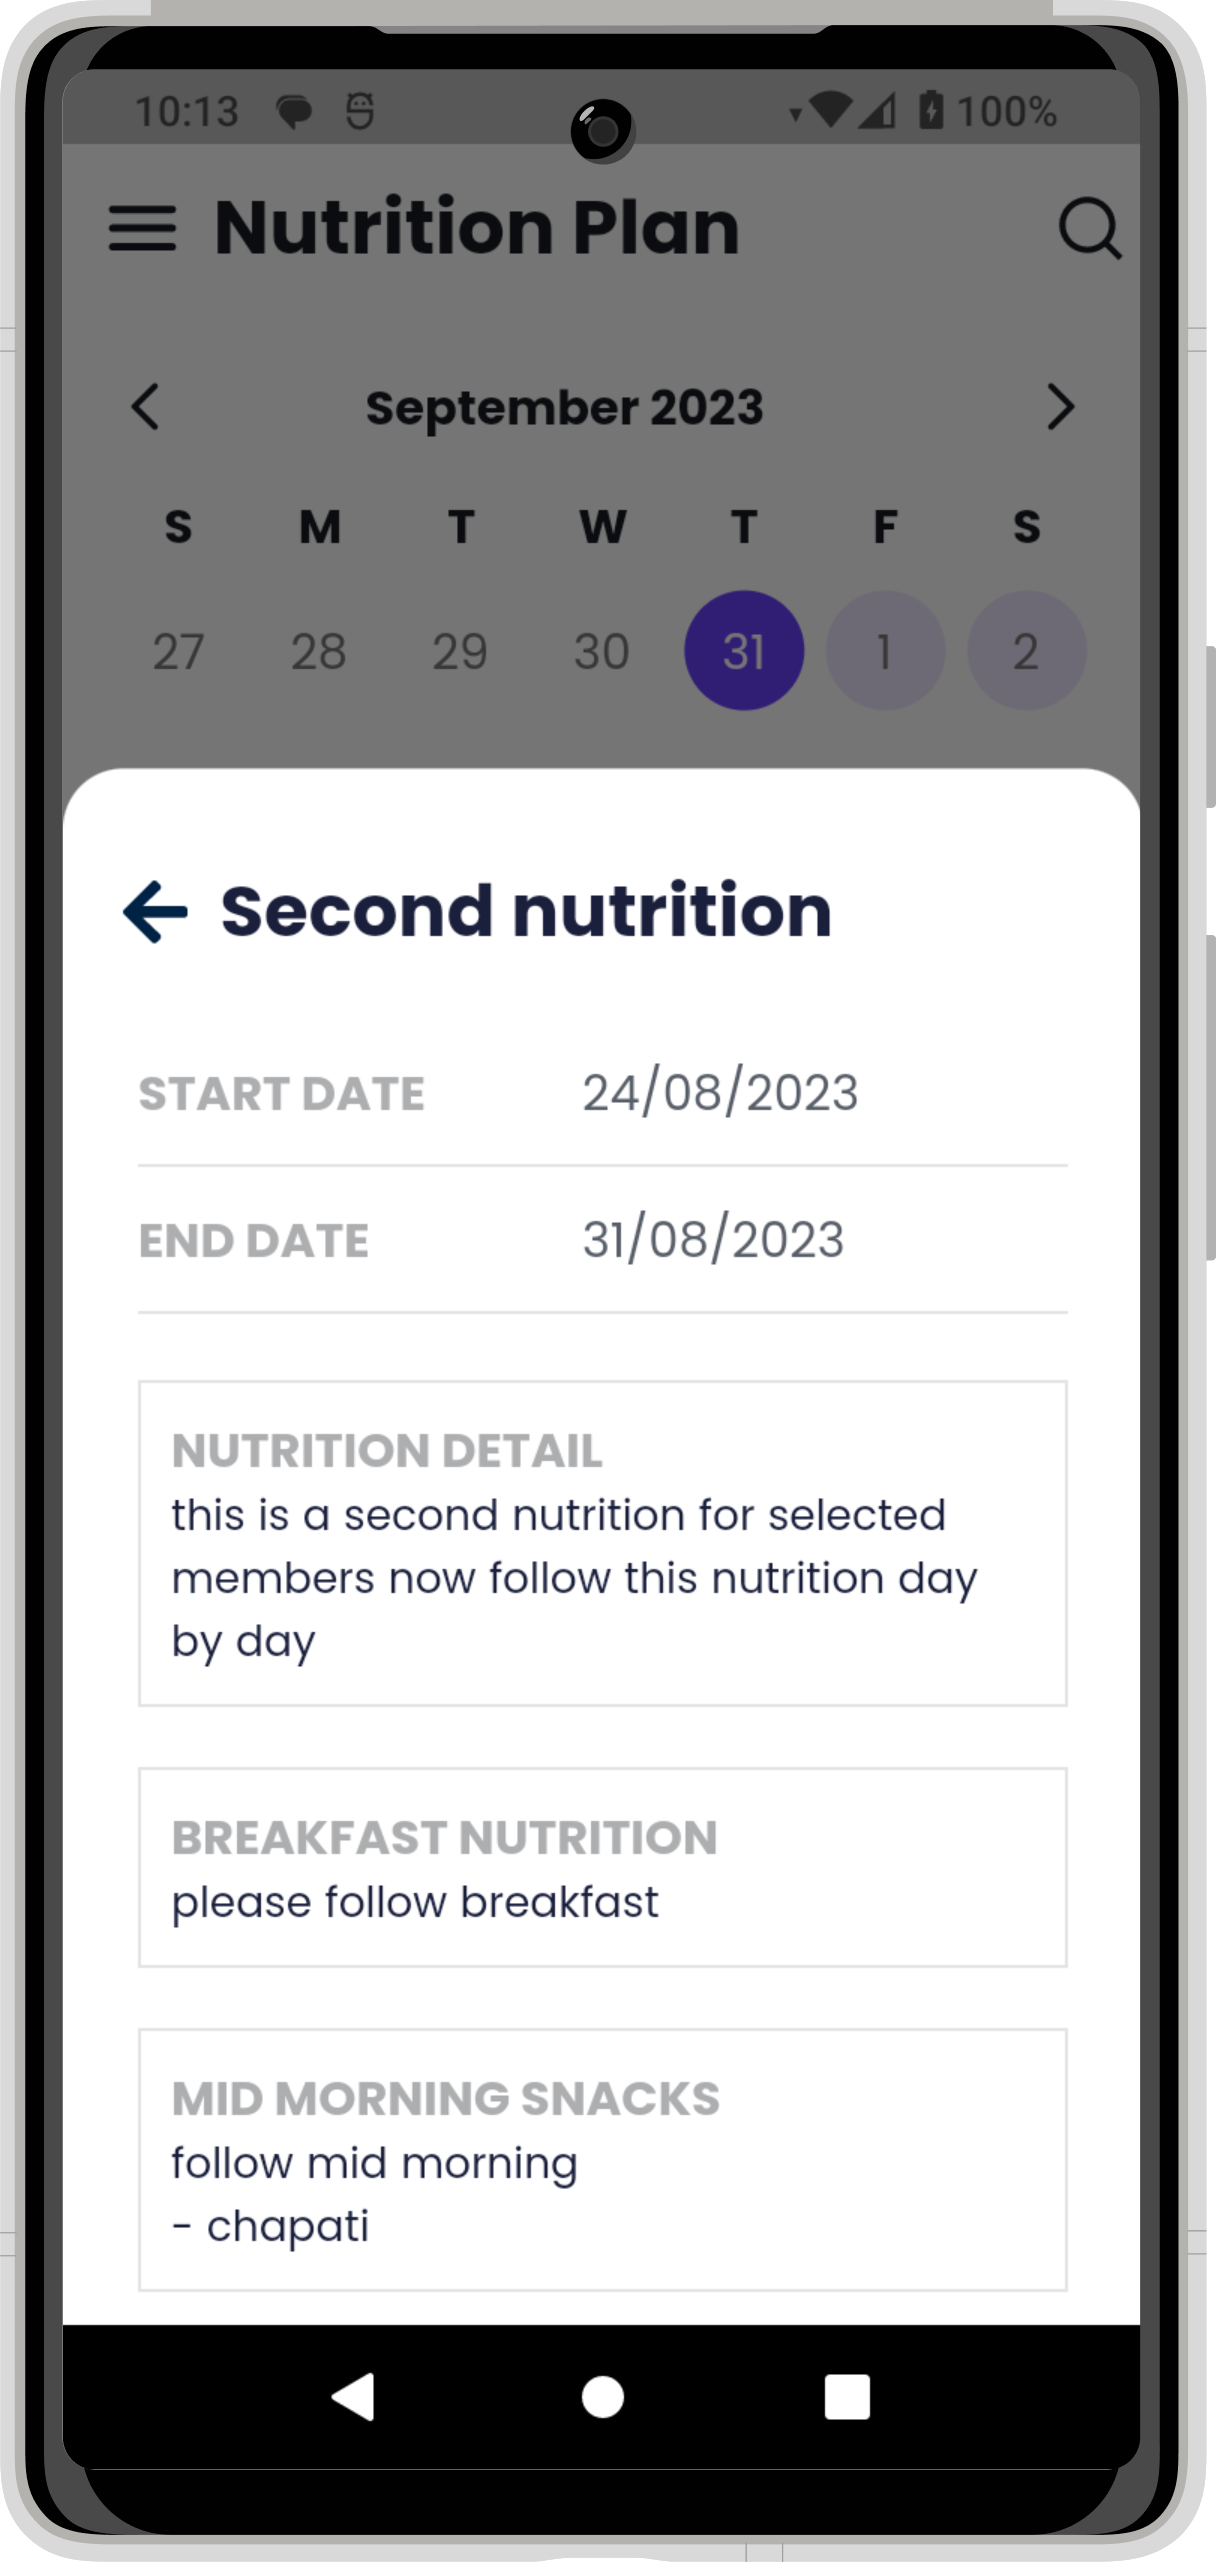 10:13 100%
Nutrition Plan
September 2023
S M T W T F S
27 28 29 30 31 1 2
Second nutrition
START DATE 24/08/2023
END DATE 31/08/2023
NUTRITION DETAIL
this is a second nutrition for selected
members now follow this nutrition day
by day
BREAKFAST NUTRITION
please follow breakfast
MID MORNING SNACKS
follow mid morning
- chapati